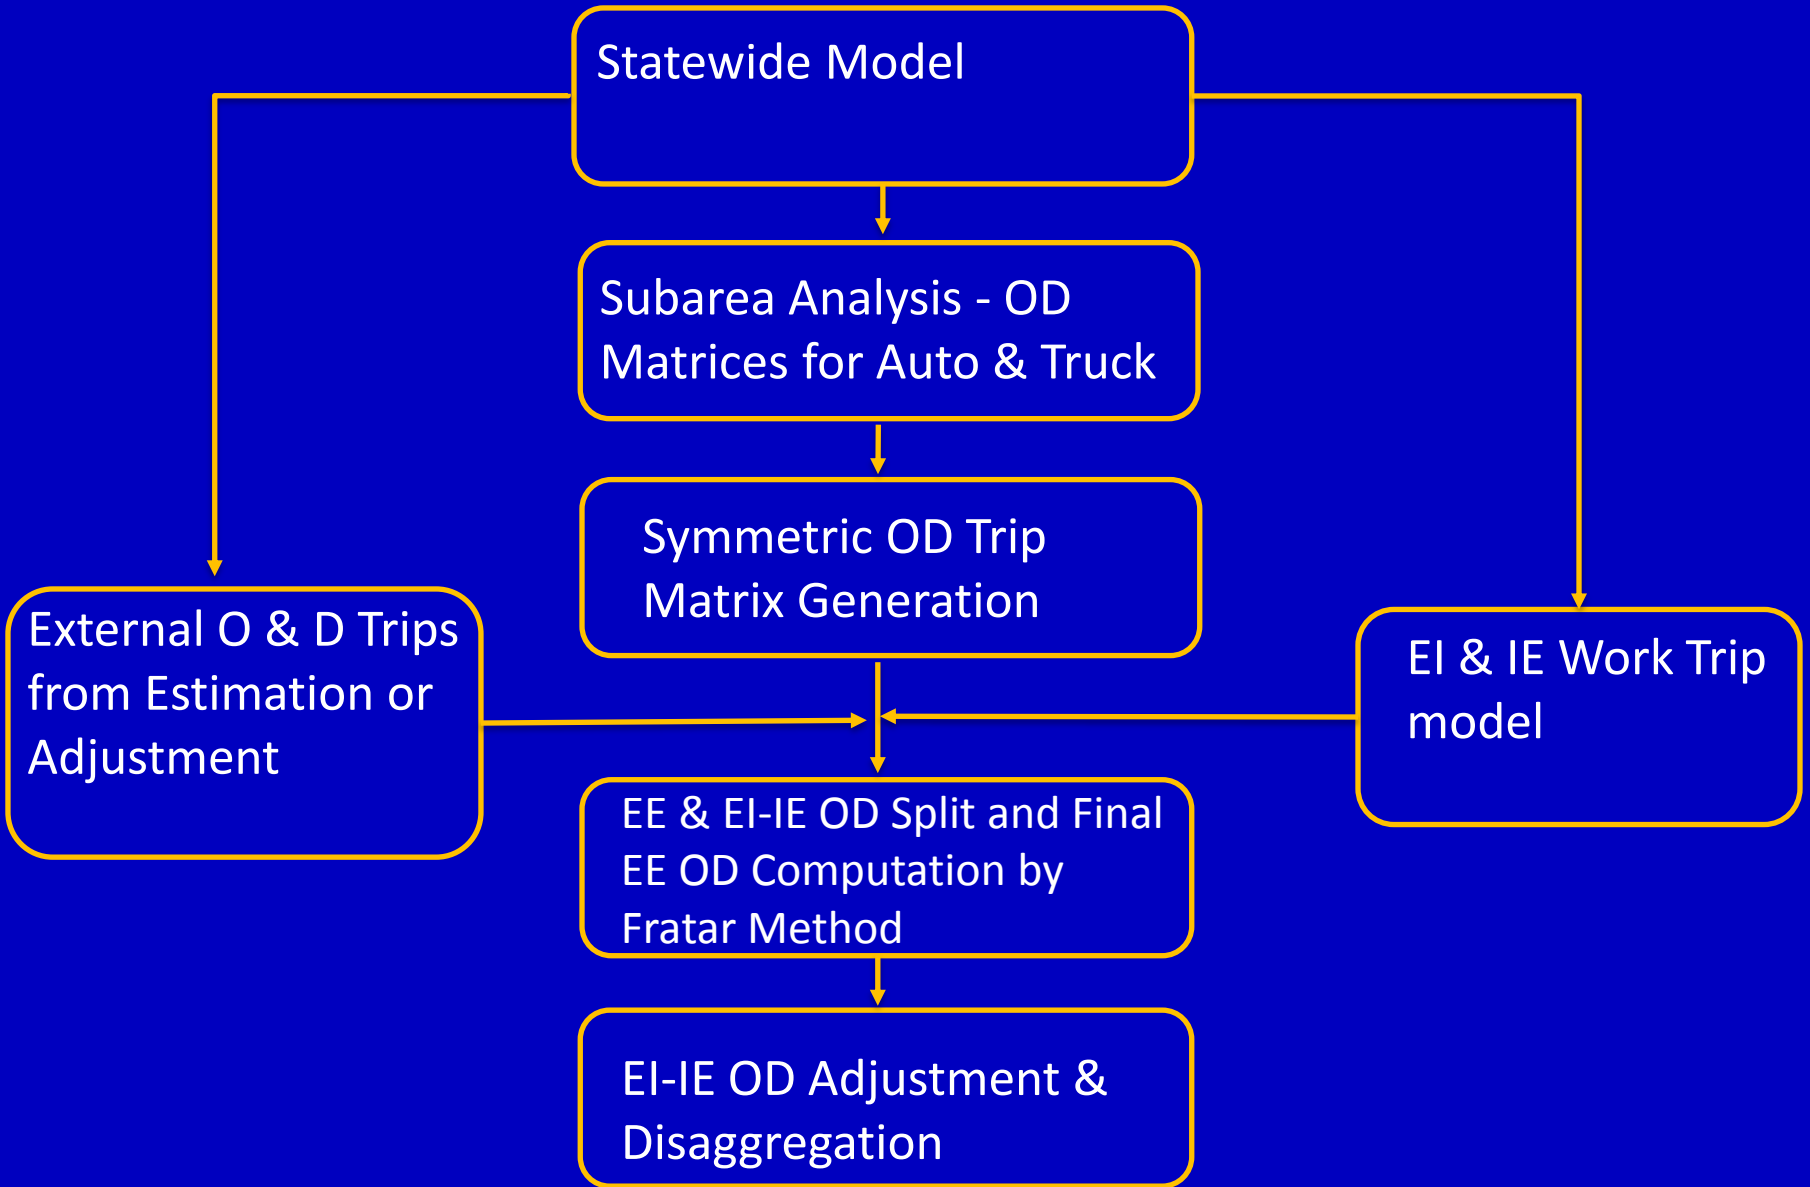 Statewide Model
Subarea Analysis - OD
Matrices for Auto & Truck
Symmetric OD Trip
Matrix Generation
External O & D Trips
from Estimation or
Adjustment
EI & IE Work Trip
model
EE & EI-IE OD Split and Final
EE OD Computation by
Fratar Method
EI-IE OD Adjustment &
Disaggregation